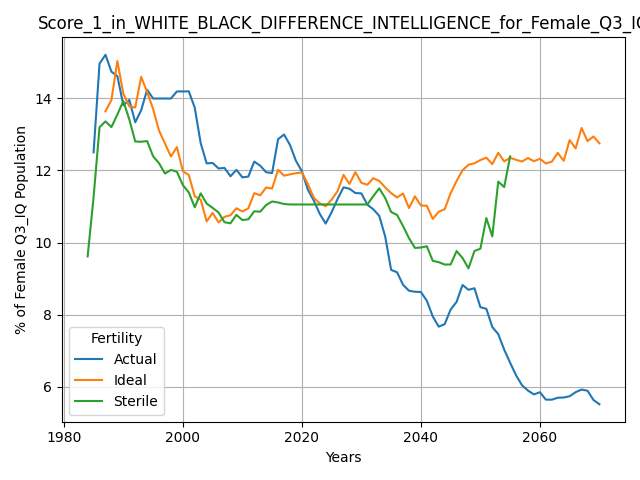 Score_1_in_WHITE_BLACK_DIFFERENCE_INTELLIGENCE_for_Female_Q3_IQ
% of Female Q3_IQ Population
14
12
10
8
6
Fertility
Actual
Ideal
Sterile
1980
2000
2020
2040
2060
Years